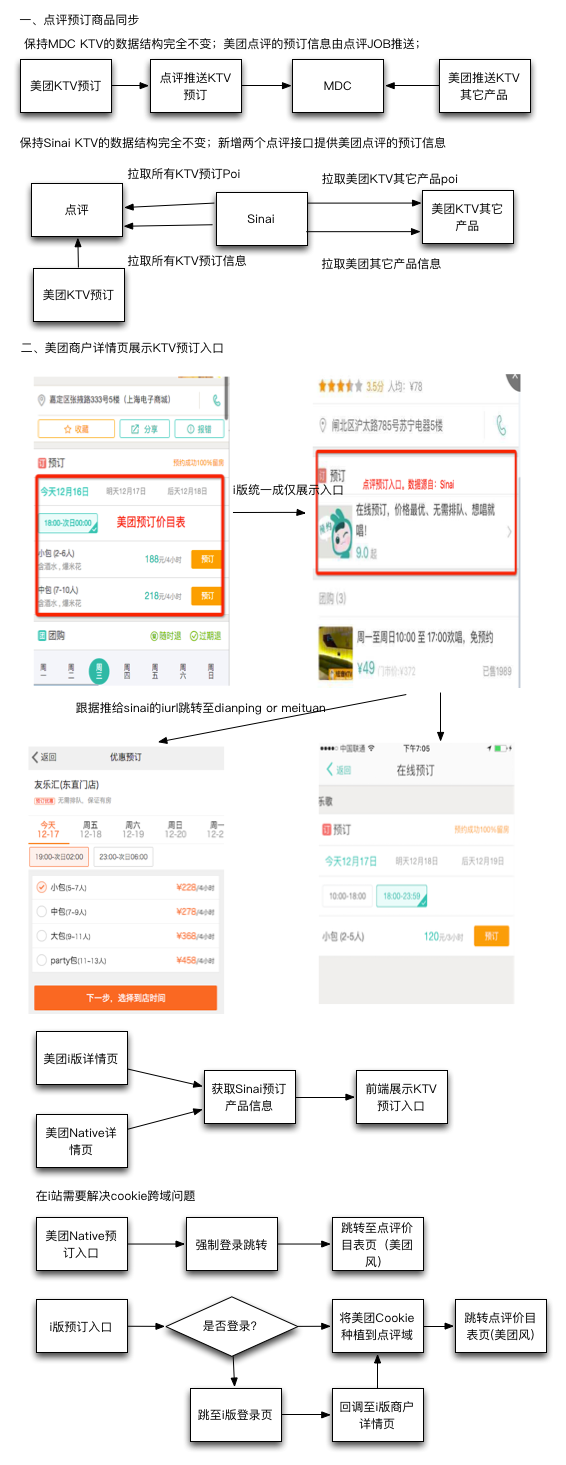 一、点评预订商品同步
保持MDC KTV的数据结构完全不变；美团点评的预订信息由点评JOB推送；
美团KTV预订
点评推送KTV
预订
MDC
美团推送KTV
其它产品
保持Sinai KTV的数据结构完全不变；新增两个点评接口提供美团点评的预订信息
拉取所有KTV预订Poi
拉取美团KTV其它产品poi
点评
Sinai
美团KTV其它
产品
拉取所有KTV预订信息
拉取美团其它产品信息
美团KTV预订
二、美团商户详情页展示KTV预订入口
嘉定区张掖路333号5楼（上海电子商城）
收藏
分享
报错
订 预订
预约成功100%留房
今天12月16日
明天12月17日
后天12月18日
18:00-次日00:00
美团预订价目表
小包 (2-6人)
含酒水，爆米花
188元/4小时
预订
中包 (7-10人)
含酒水，爆米花
218元/4小时
预订
团 团购
随时退
过期退
周一
周二
周三
周四
周五
周六
周日
i版统一成仅展示入口
3.5分 人均：¥78
闸北区沪太路785号苏宁电器5楼
订 预订
点评预订入口，数据源自：Sinai
在线预订，价格最优、无需排队、想唱就
唱！
9.0 起
团购 (3)
周一至周日10:00 至 17:00欢唱，免预约
¥49 门市价:¥372
已售1989
跟据推给sinai的iurl跳转至dianping or meituan
返回
优惠预订
友乐汇(东直门店)
预订优惠 无需排队，保证有房
今天
12-17
周五
12-18
周六
12-19
周日
12-20
周一
12-2
19:00-次日02:00
23:00-次日06:00
小包(5-7人)
¥228/4小时
中包(7-9人)
¥278/4小时
大包(9-11人)
¥368/4小时
party包(11-13人)
¥458/4小时
下一步，选择到店时间
中国联通
下午7:05
返回
在线预订
乐歌
订 预订
预约成功100%留房
今天12月17日
明天12月18日
后天12月19日
10:00-18:00
18:00-23:59
小包 (2-5人)
120元/5小时
预订
美团i版详情页
获取Sinai预订
产品信息
前端展示KTV
预订入口
美团Native详
情页
在i站需要解决cookie跨域问题
美团Native预
订入口
强制登录跳转
跳转至点评价
目表页（美团
风）
i版预订入口
是否登录？
将美团Cookie
种植到点评域
跳转点评价目
表页(美团风)
跳至i版登录页
回调至i版商户
详情页